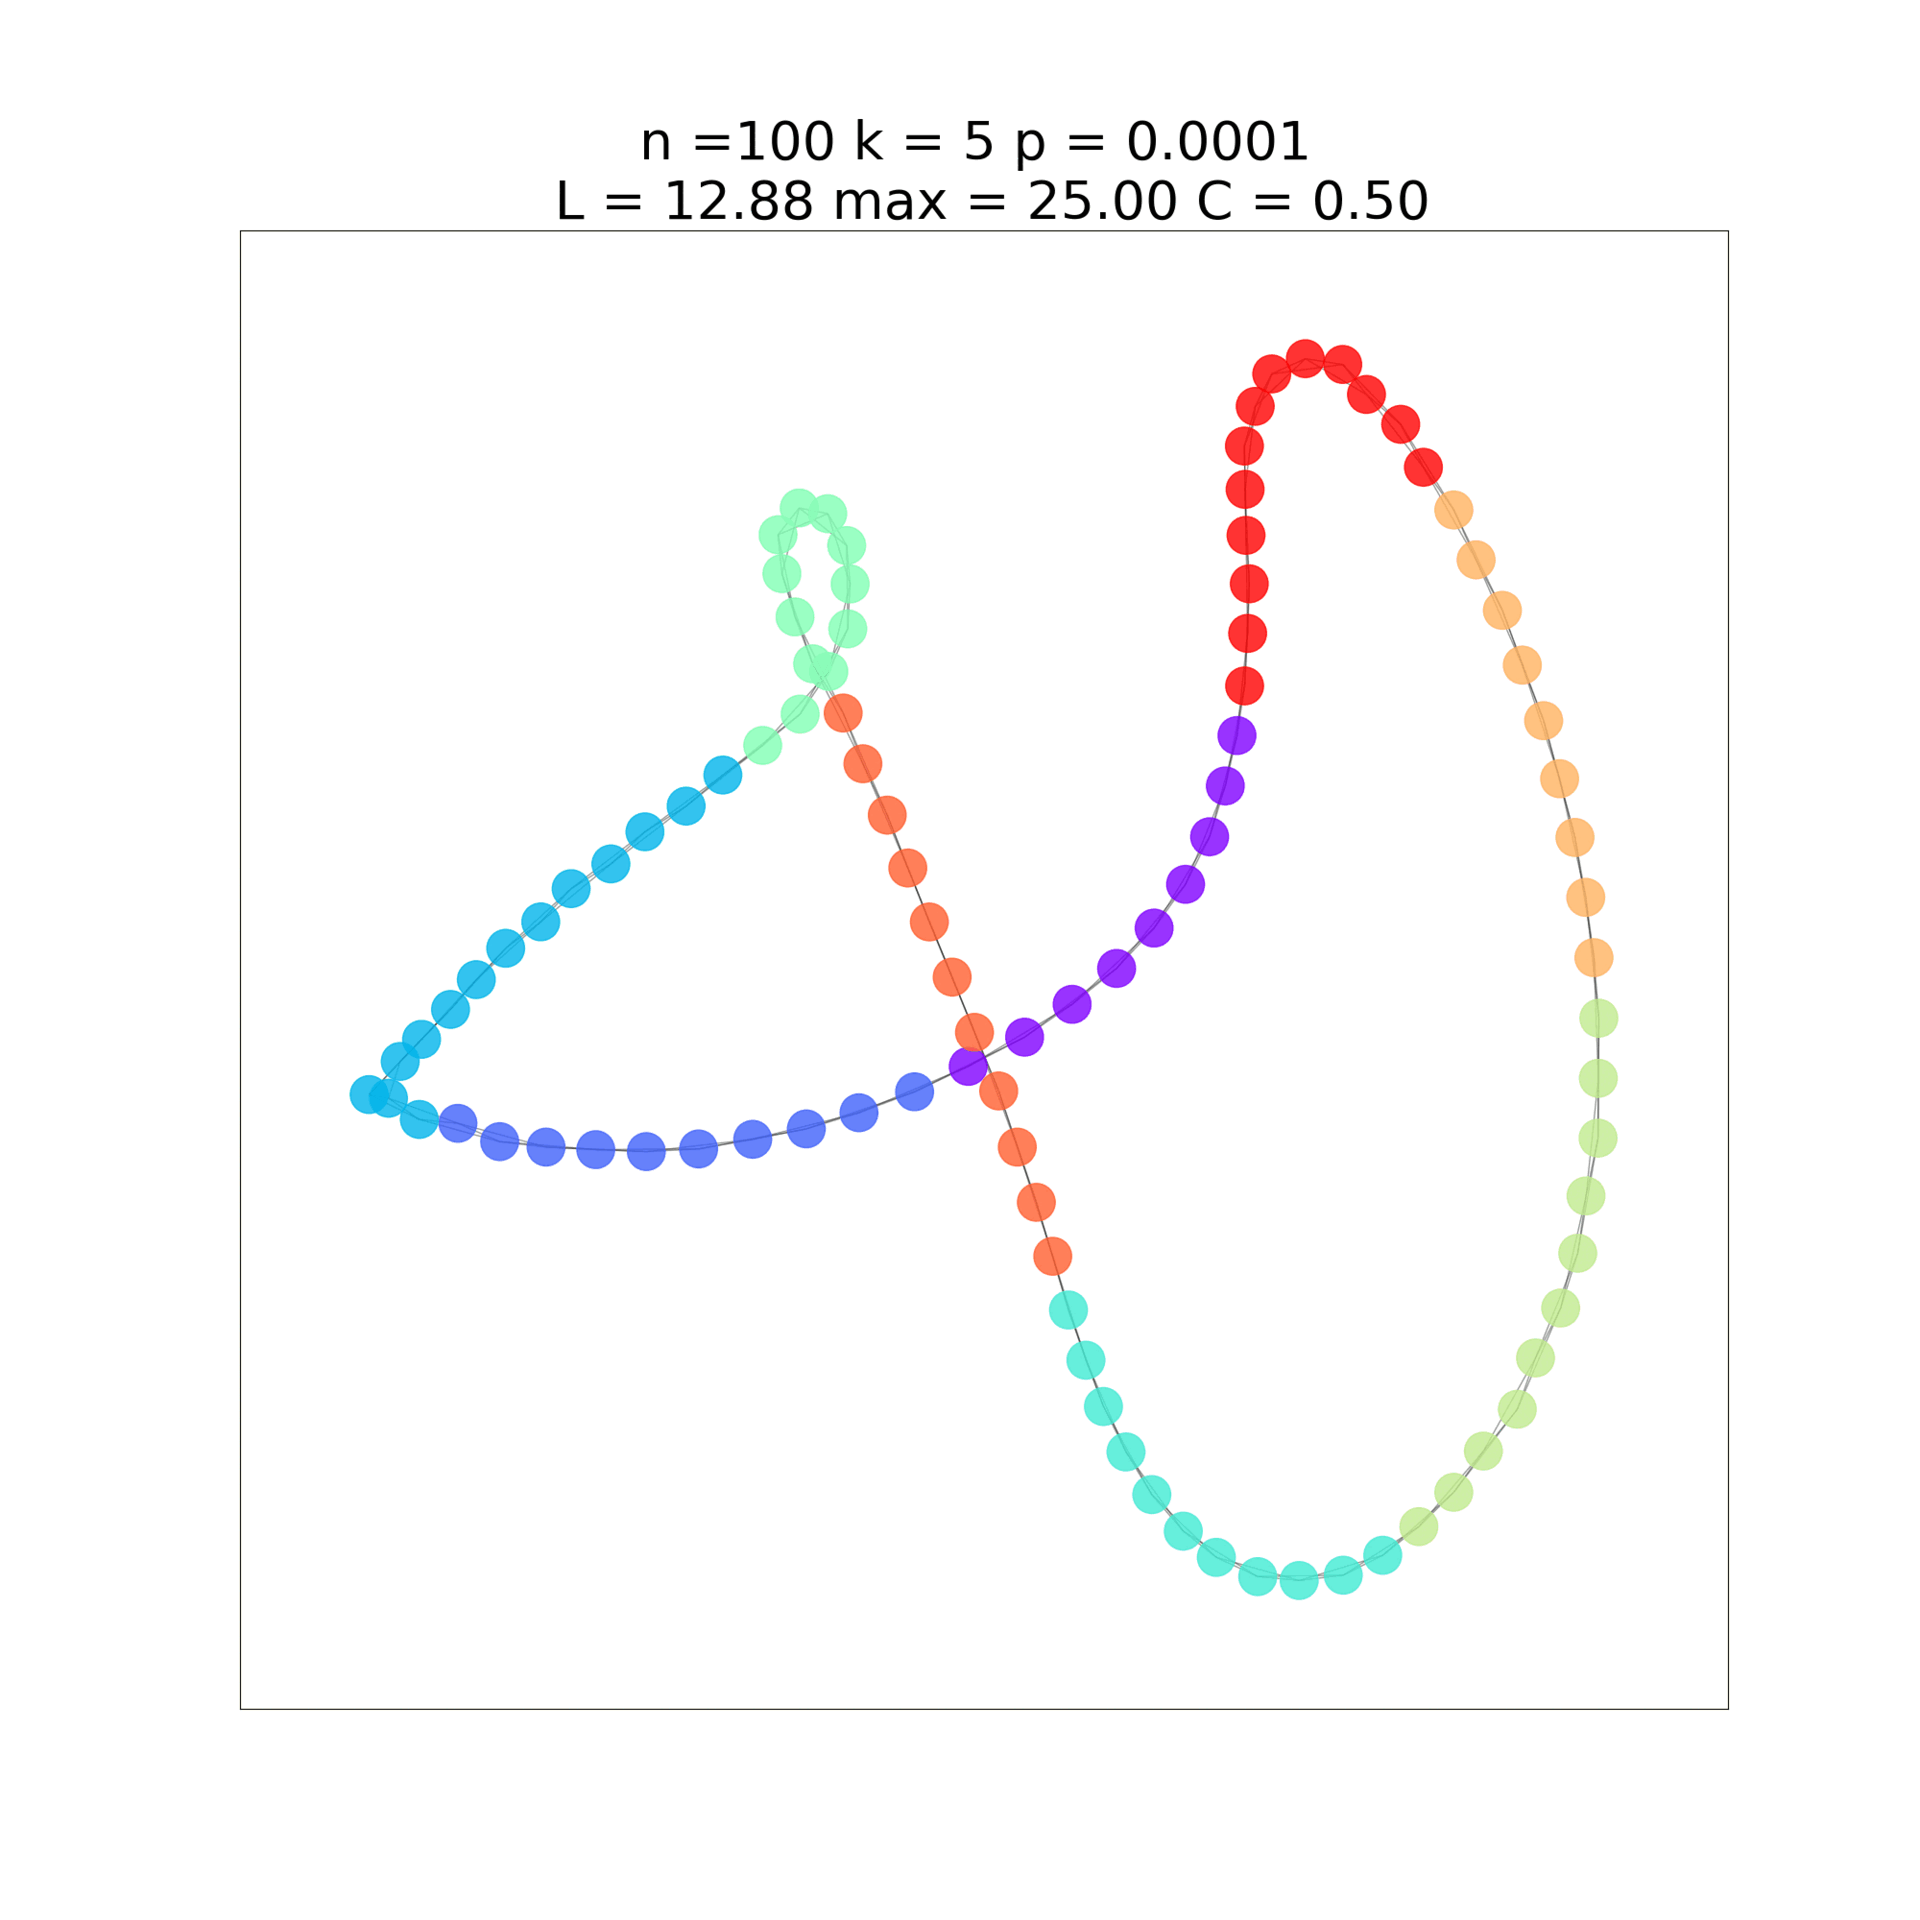 n =100 k = 5 p = 0.0001
L = 12.88 max = 25.00 C = 0.50